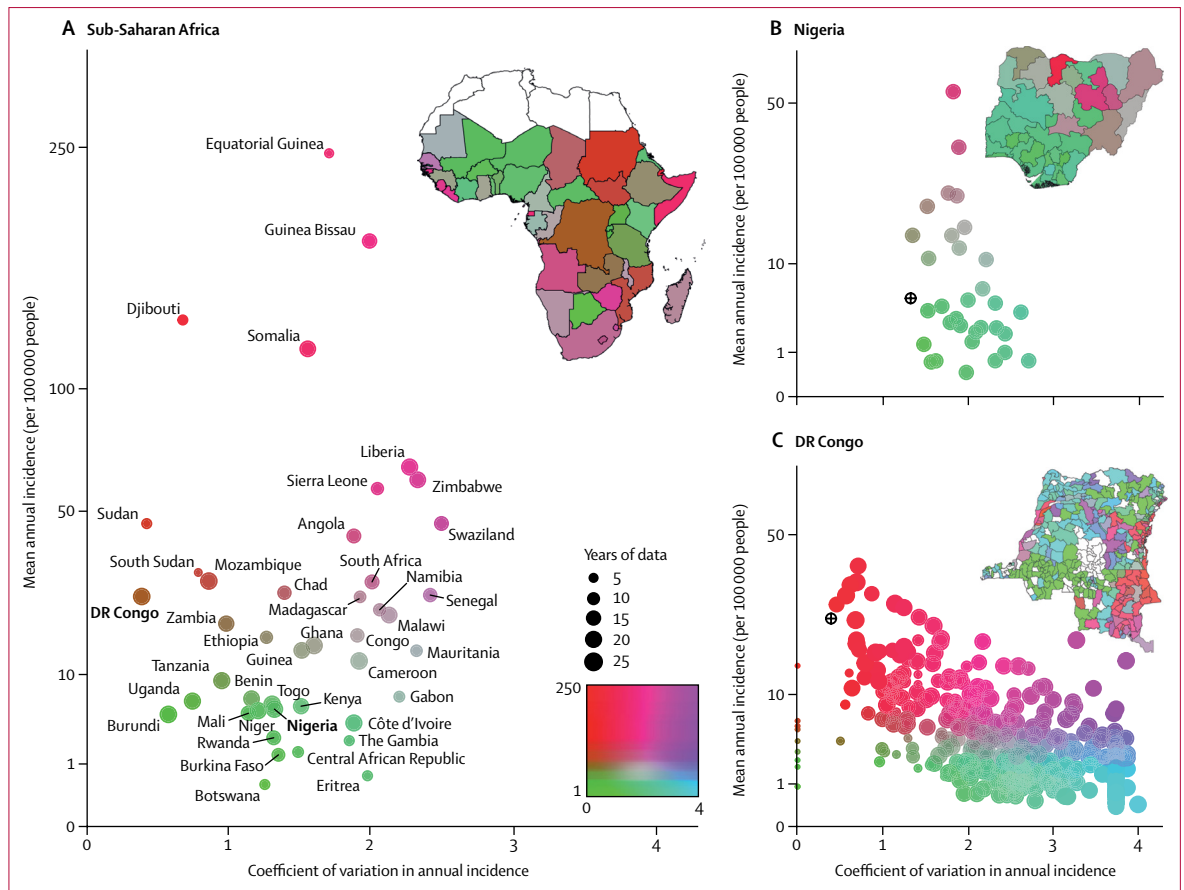 A Sub-Saharan Africa
Mean annual incidence (per 100 000 people)
250
100
50
10
1
0
Equatorial Guinea
Guinea Bissau
Djibouti
Somalia
Liberia
Sierra Leone
Zimbabwe
Sudan
Angola
Swaziland
South Sudan
Mozambique
South Africa
Namibia
Chad
DR Congo
Madagascar
Senegal
Zambia
Malawi
Ethiopia
Ghana
Congo
Guinea
Mauritania
Tanzania
Cameroon
Benin
Uganda
Togo
Kenya
Gabon
Burundi
Mali
Niger
Nigeria
Côte d'Ivoire
Rwanda
The Gambia
Burkina Faso
Central African Republic
Botswana
Eritrea
Years of data
5
10
15
20
25
250
1
0
4
0
1
2
3
4
Coefficient of variation in annual incidence
B Nigeria
Mean annual incidence (per 100 000 people)
50
10
1
0
C DR Congo
Mean annual incidence (per 100 000 people)
50
10
1
0
0
1
2
3
4
Coefficient of variation in annual incidence